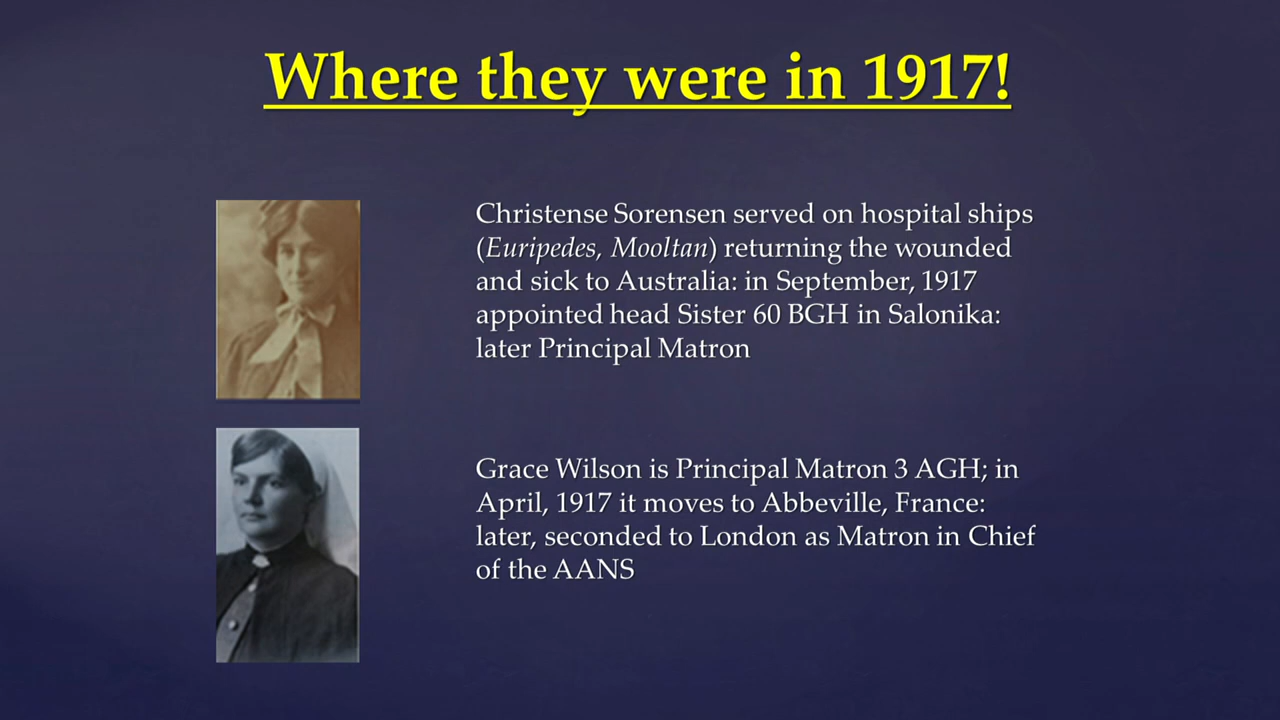 Where they were in 1917!
Christense Sorensen served on hospital ships
(Euripedes, Mooltan) returning the wounded
and sick to Australia: in September, 1917
appointed head Sister 60 BGH in Salonika:
later Principal Matron
Grace Wilson is Principal Matron 3 AGH; in
April, 1917 it moves to Abbeville, France:
later, seconded to London as Matron in Chief
of the AANS